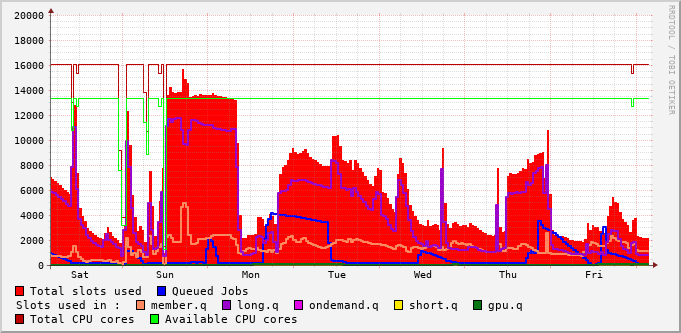 RRDTOOL / TOBI OETIKER
20000
18000
16000
14000
12000
10000
8000
6000
4000
2000
0
Sat Sun Mon Tue Wed Thu Fri
Total slots used Queued Jobs
Slots used in : member.q long.q ondemand.q short.q gpu.q
Total CPU cores Available CPU cores